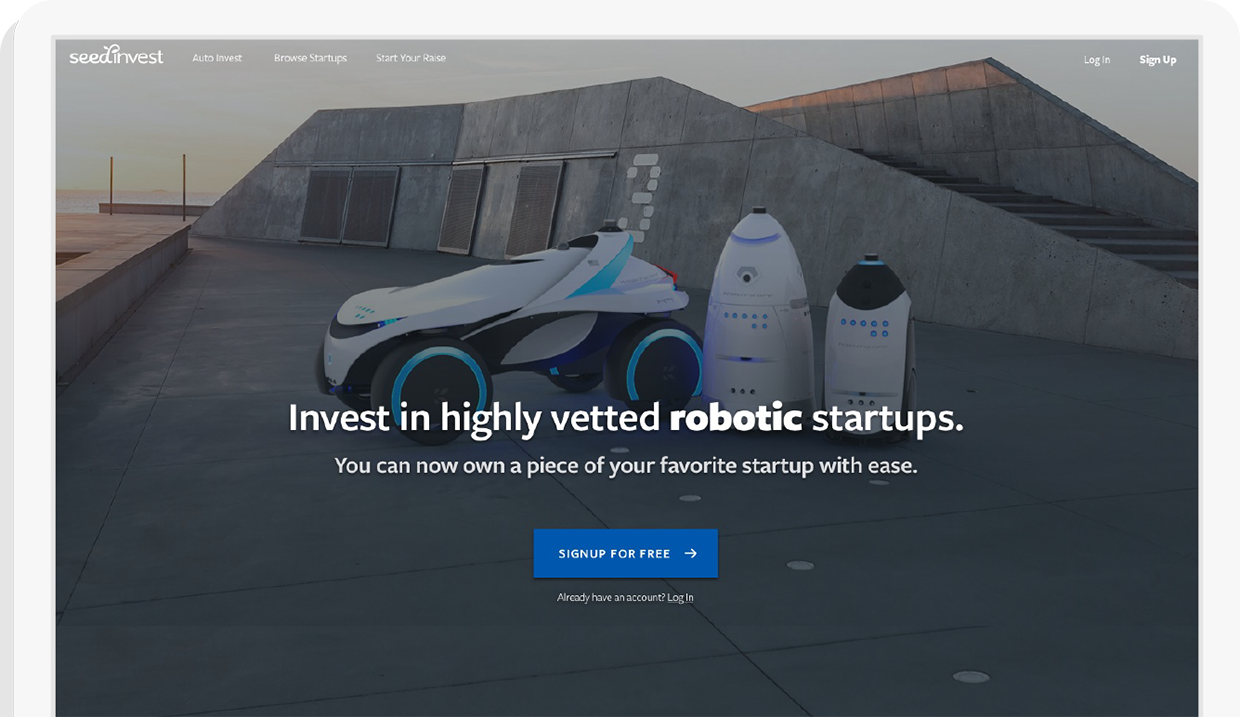 seedinvest
Auto Invest
Browse Startups
Start Your Raise
Log In
Sign Up
Invest in highly vetted robotic startups.
You can now own a piece of your favorite startup with ease.
SIGNUP FOR FREE →
Already have an account? Log In